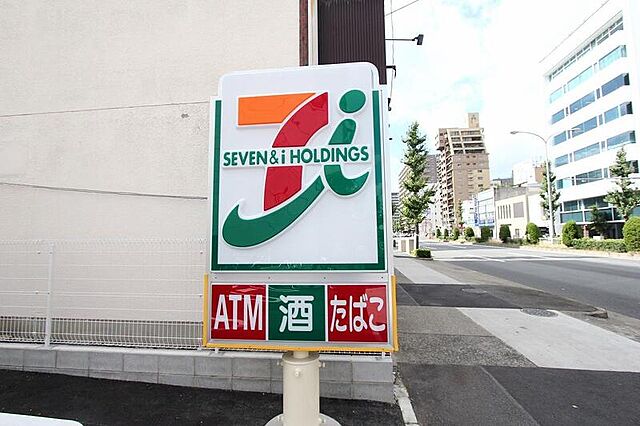 SEVEN & i HOLDINGS
ATM 酒 たばこ